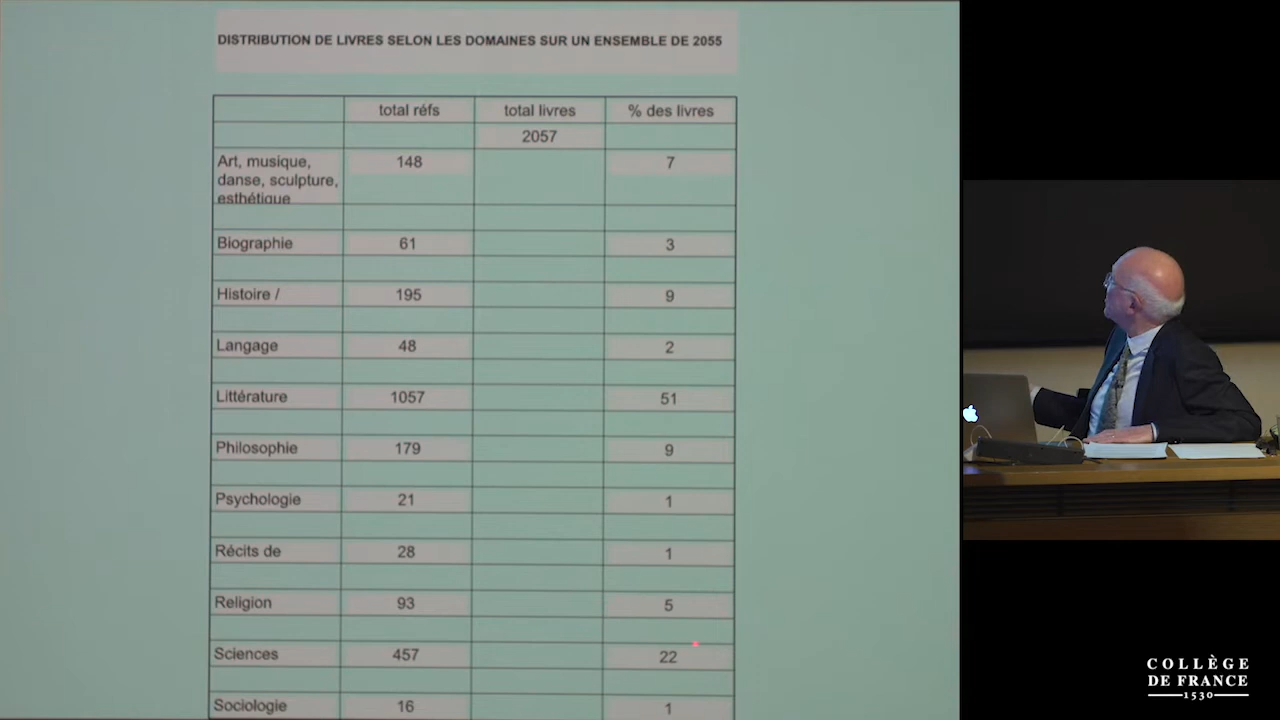 DISTRIBUTION DE LIVRES SELON LES DOMAINES SUR UN ENSEMBLE DE 2055
total réfs total livres % des livres
2057
Art, musique, 148 7
danse, sculpture,
esthétique
Biographie 61 3
Histoire / 195 9
Langage 48 2
Littérature 1057 51
Philosophie 179 9
Psychologie 21 1
Récits de 28 1
Religion 93 5
Sciences 457 22
Sociologie 16 1
COLLÈGE
DE FRANCE
1530